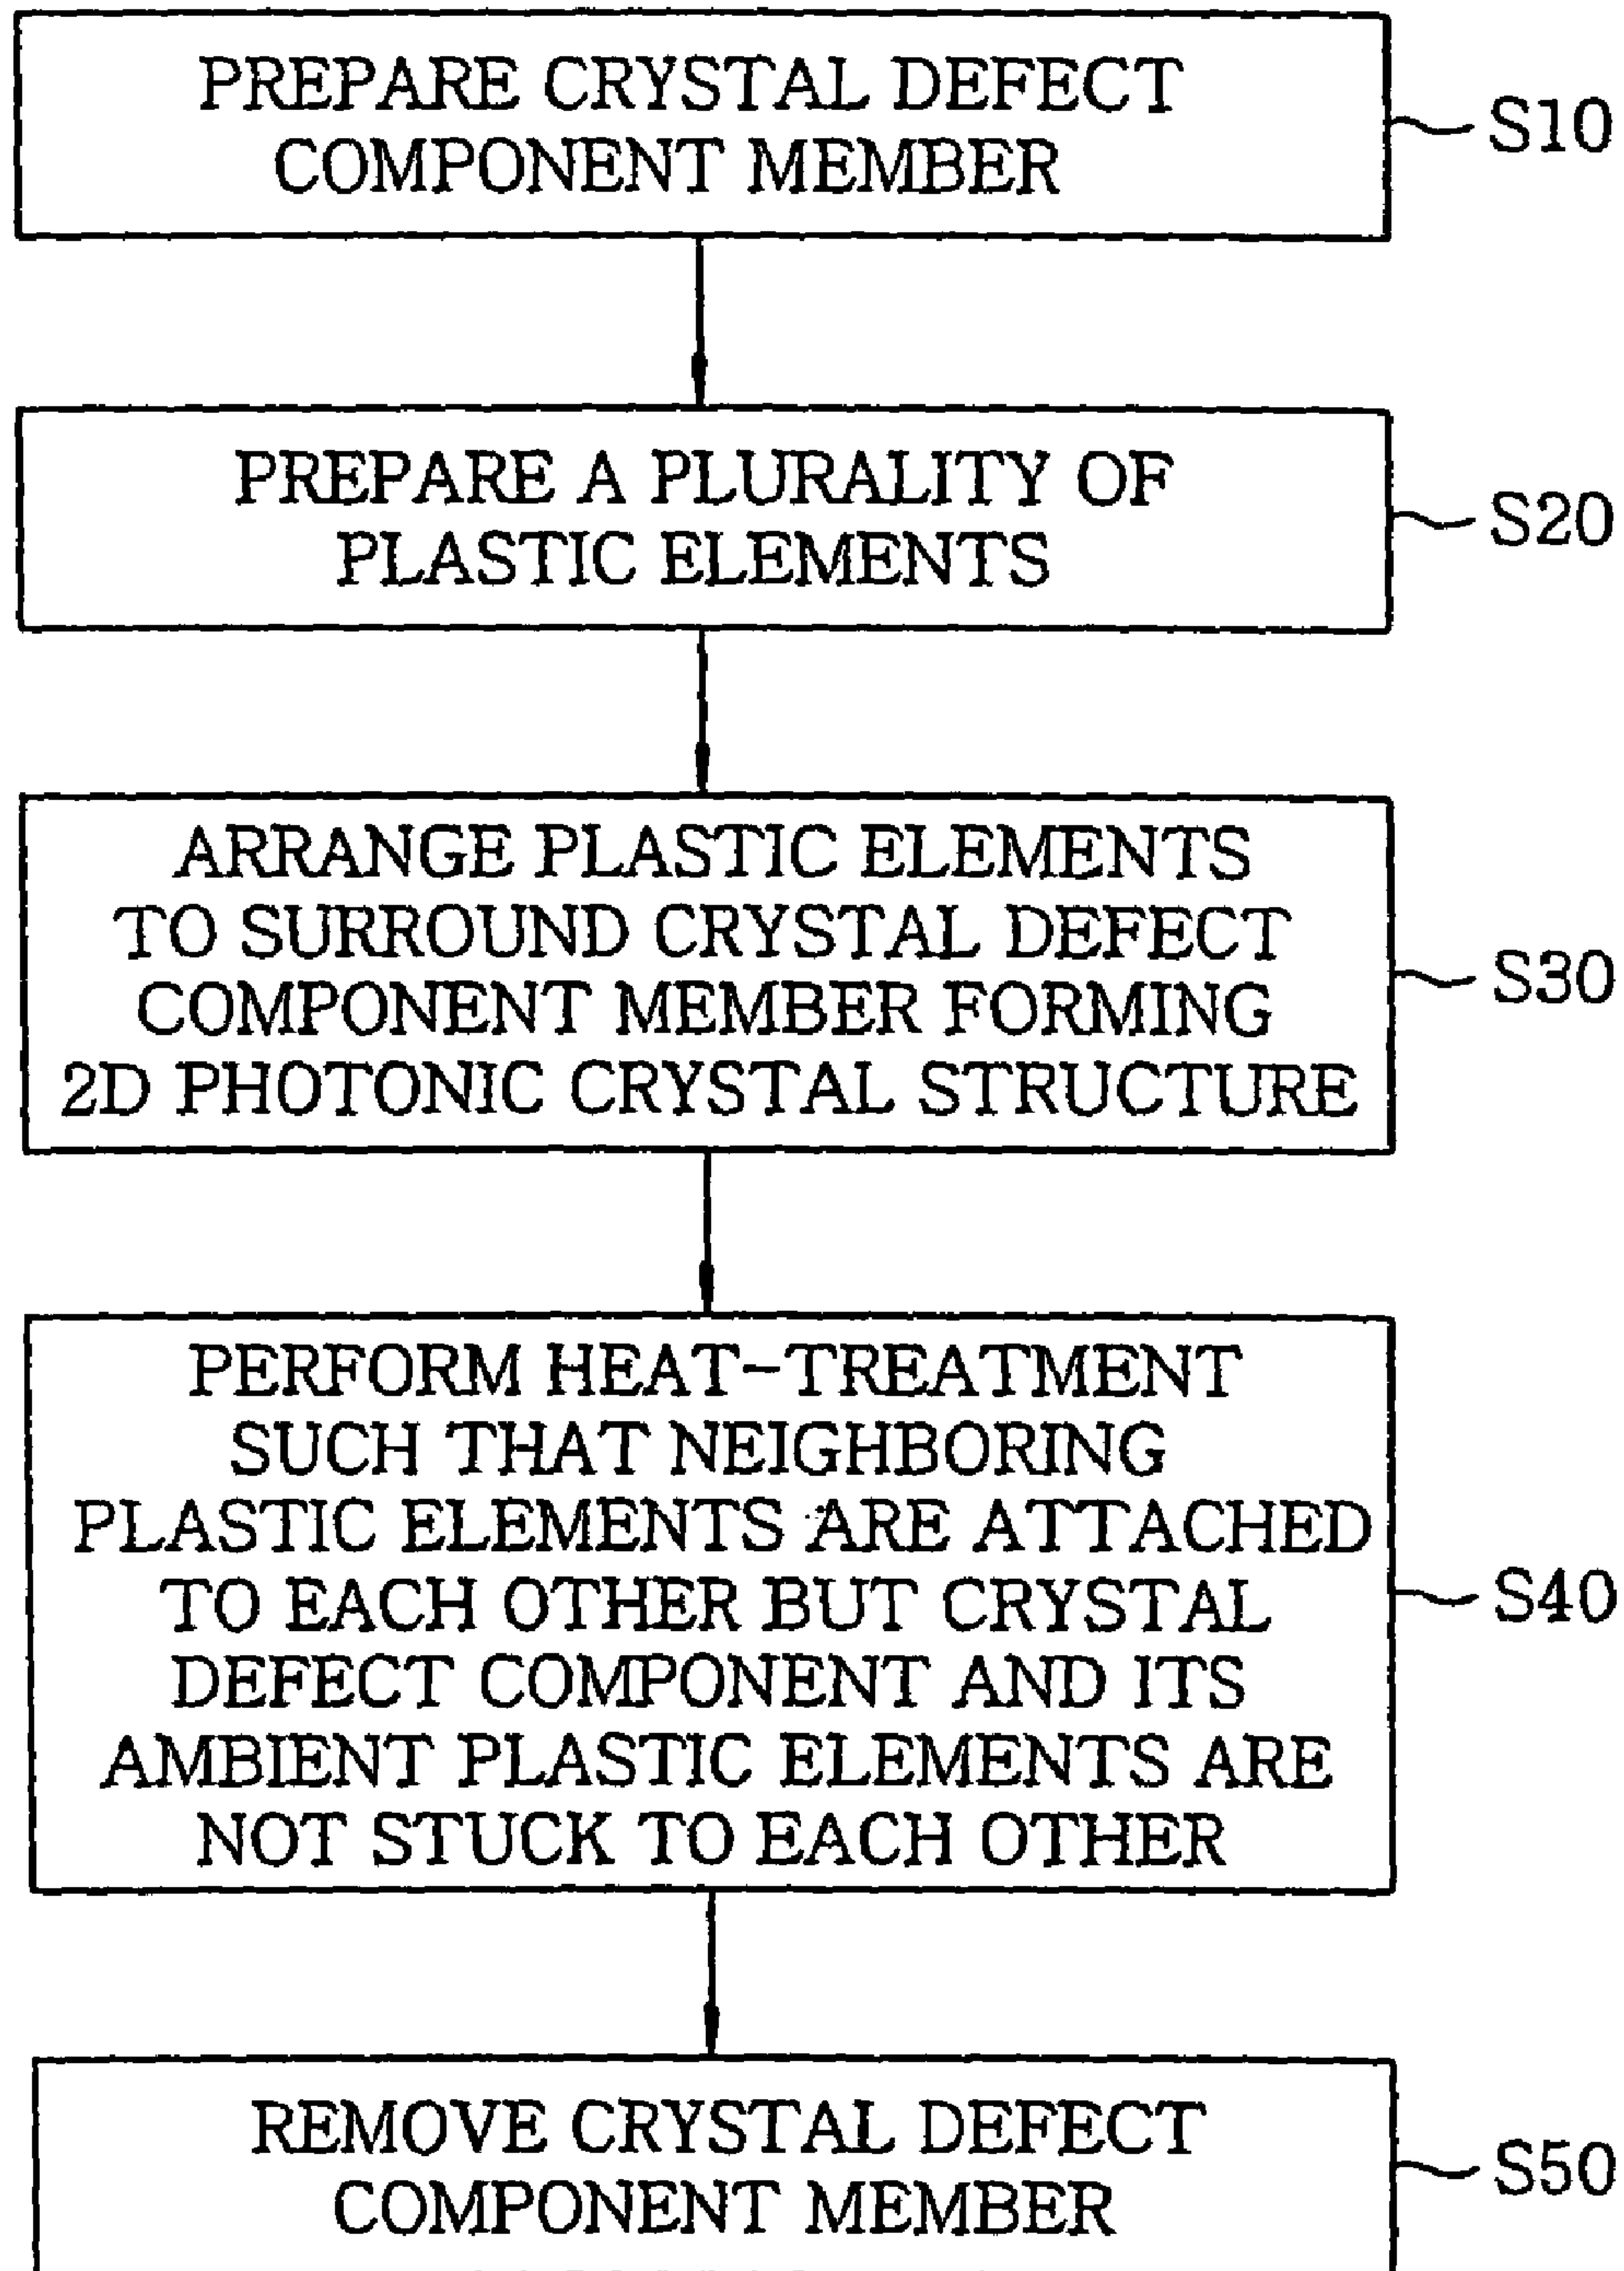 PREPARE CRYSTAL DEFECT
COMPONENT MEMBER
S10
PREPARE A PLURALITY OF
PLASTIC ELEMENTS
S20
ARRANGE PLASTIC ELEMENTS
TO SURROUND CRYSTAL DEFECT
COMPONENT MEMBER FORMING
2D PHOTONIC CRYSTAL STRUCTURE
S30
PERFORM HEAT-TREATMENT
SUCH THAT NEIGHBORING
PLASTIC ELEMENTS ARE ATTACHED
TO EACH OTHER BUT CRYSTAL
DEFECT COMPONENT AND ITS
AMBIENT PLASTIC ELEMENTS ARE
NOT STUCK TO EACH OTHER
S40
REMOVE CRYSTAL DEFECT
COMPONENT MEMBER
S50